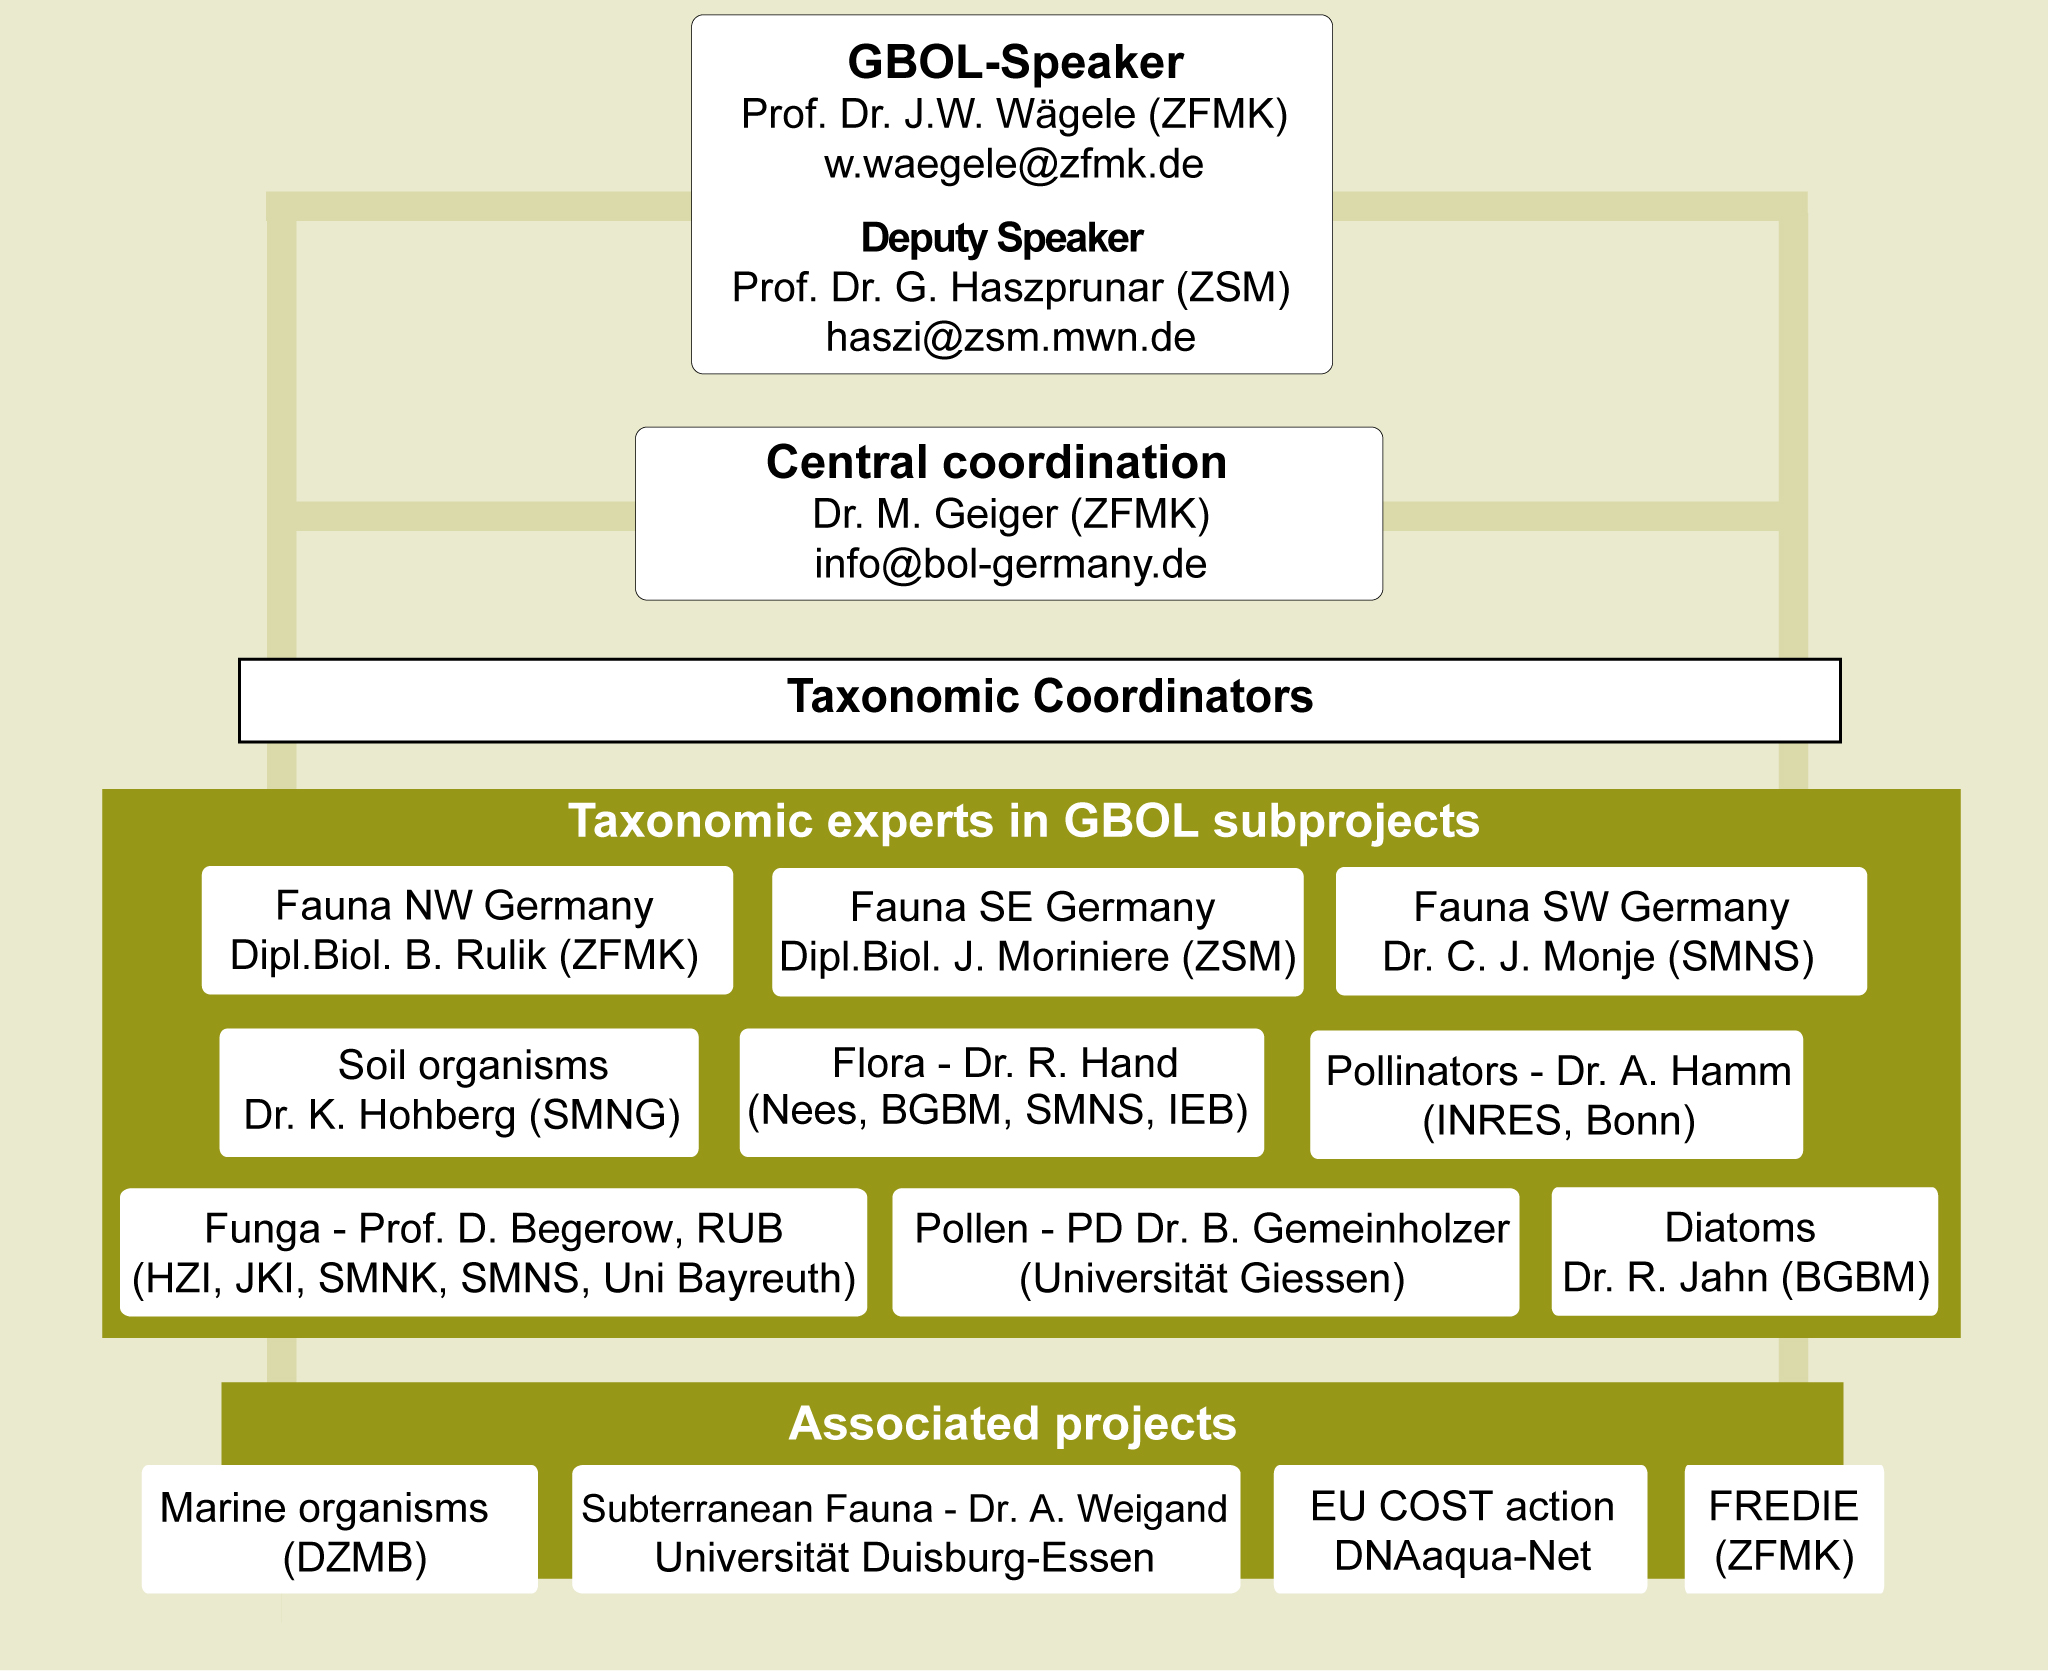 GBOL-Speaker
Prof. Dr. J.W. Wägele (ZFMK)
w.waegele@zfmk.de
Deputy Speaker
Prof. Dr. G. Haszprunar (ZSM)
haszi@zsm.mwn.de
Central coordination
Dr. M. Geiger (ZFMK)
info@bol-germany.de
Taxonomic Coordinators
Taxonomic experts in GBOL subprojects
Fauna NW Germany
Dipl.Biol. B. Rulik (ZFMK)
Fauna SE Germany
Dipl.Biol. J. Moriniere (ZSM)
Fauna SW Germany
Dr. C. J. Monje (SMNS)
Soil organisms
Dr. K. Hohberg (SMNG)
Flora - Dr. R. Hand
(Nees, BGBM, SMNS, IEB)
Pollinators - Dr. A. Hamm
(INRES, Bonn)
Funga - Prof. D. Begerow, RUB
(HZI, JKI, SMNK, SMNS, Uni Bayreuth)
Pollen - PD Dr. B. Gemeinholzer
(Universität Giessen)
Diatoms
Dr. R. Jahn (BGBM)
Associated projects
Marine organisms
(DZMB)
Subterranean Fauna - Dr. A. Weigand
Universität Duisburg-Essen
EU COST action
DNAaqua-Net
FREDIE
(ZFMK)